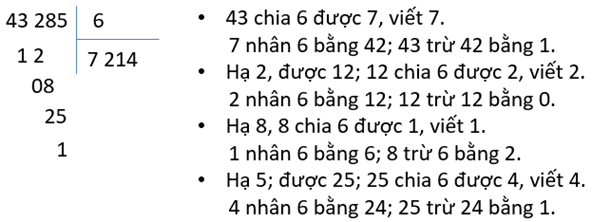 43 285 6
1 2 7 214
08
25
1
• 43 chia 6 được 7, viết 7.
7 nhân 6 bằng 42; 43 trừ 42 bằng 1.
• Hạ 2, được 12; 12 chia 6 được 2, viết 2.
2 nhân 6 bằng 12; 12 trừ 12 bằng 0.
• Hạ 8, 8 chia 6 được 1, viết 1.
1 nhân 6 bằng 6; 8 trừ 6 bằng 2.
• Hạ 5; được 25; 25 chia 6 được 4, viết 4.
4 nhân 6 bằng 24; 25 trừ 24 bằng 1.